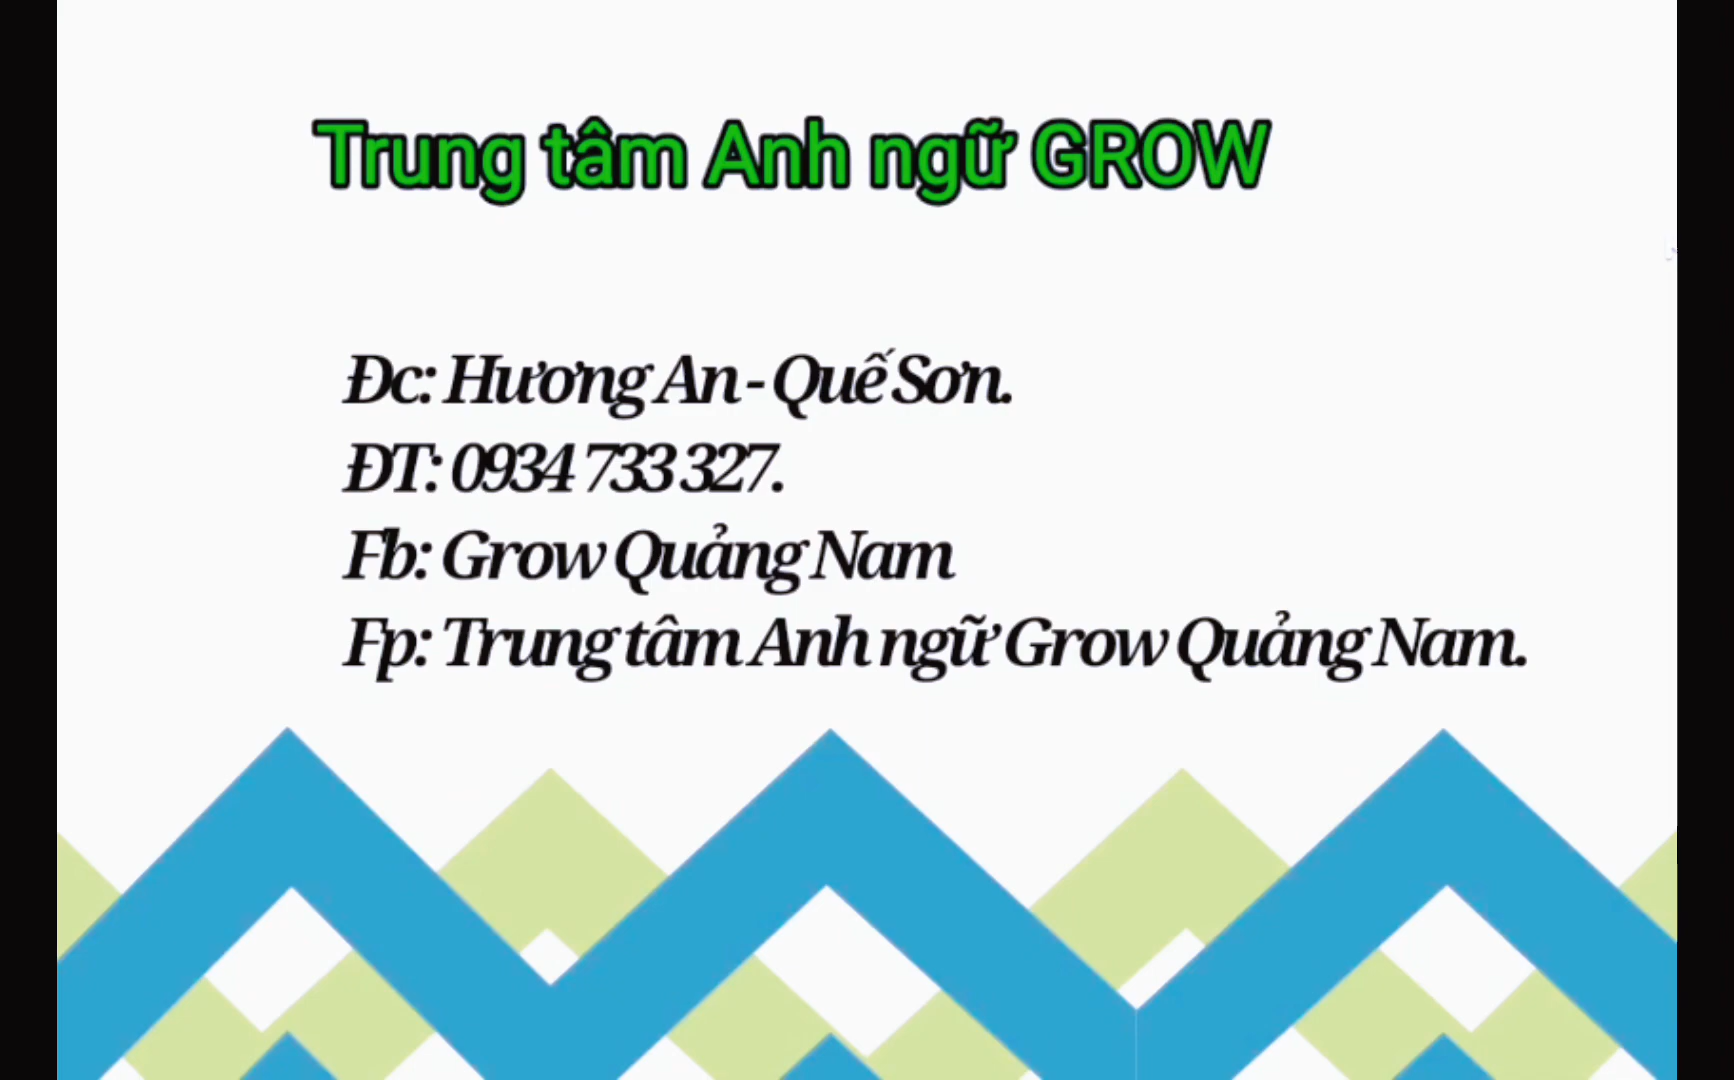 Trung tâm Anh ngữ GROW
Đc: Hương An - Quế Sơn.
ĐT: 0934 733 327.
Fb: Grow Quảng Nam
Fp: Trung tâm Anh ngữ Grow Quảng Nam.